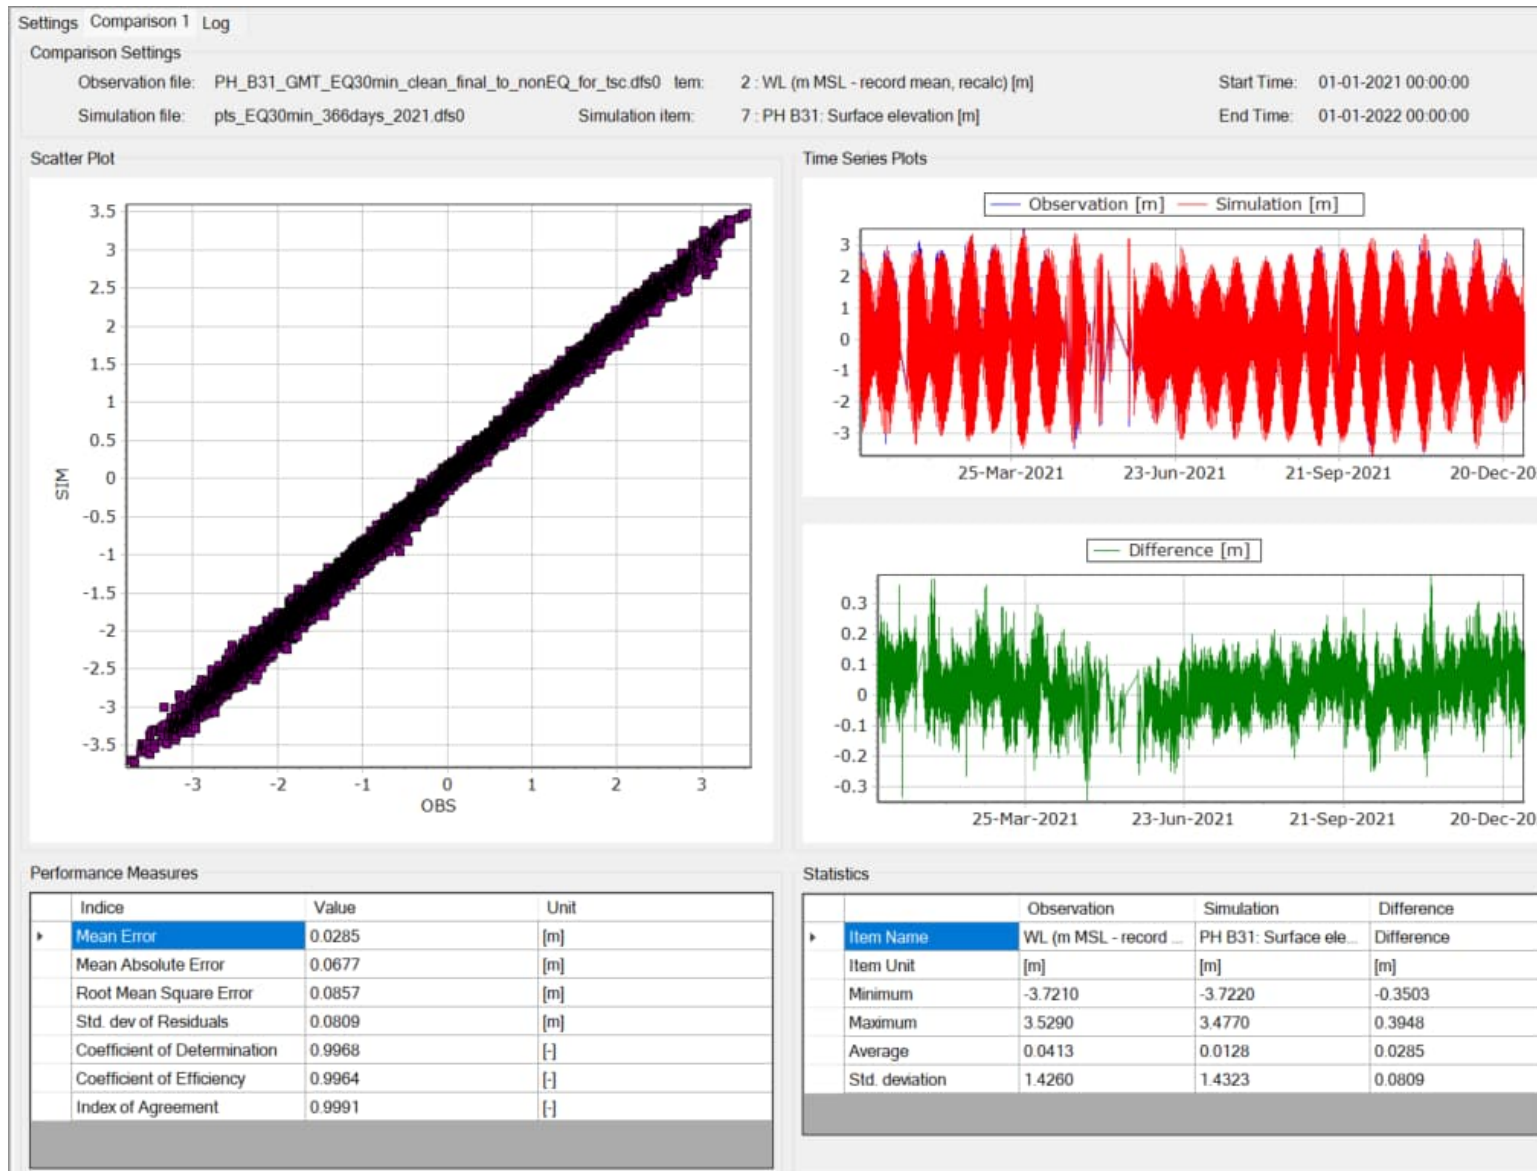 Settings Comparison 1 Log
Comparison Settings
Observation file: PH_B31_GMT_EQ30min_clean_final_to_nonEQ_for_tsc.dfs0 tem: 2 : WL (m MSL - record mean, recalc) [m] Start Time: 01-01-2021 00:00:00
Simulation file: pts_EQ30min_366days_2021.dfs0 Simulation item: 7 : PH B31: Surface elevation [m] End Time: 01-01-2022 00:00:00
Scatter Plot
3.5
3
2.5
2
1.5
1
0.5
0
-0.5
-1
-1.5
-2
-2.5
-3
-3.5
SIM
-3 -2 -1 0 1 2 3
OBS
Time Series Plots
Observation [m] Simulation [m]
3
2
1
0
-1
-2
-3
25-Mar-2021 23-Jun-2021 21-Sep-2021 20-Dec-20
Difference [m]
0.3
0.2
0.1
0
-0.1
-0.2
-0.3
25-Mar-2021 23-Jun-2021 21-Sep-2021 20-Dec-20
Performance Measures
Indice Value Unit
Mean Error 0.0285 [m]
Mean Absolute Error 0.0677 [m]
Root Mean Square Error 0.0857 [m]
Std. dev of Residuals 0.0809 [m]
Coefficient of Determination 0.9968 [-]
Coefficient of Efficiency 0.9964 [-]
Index of Agreement 0.9991 [-]
Statistics
Observation Simulation Difference
Item Name WL (m MSL - record ... PH B31: Surface ele... Difference
Item Unit [m] [m] [m]
Minimum -3.7210 -3.7220 -0.3503
Maximum 3.5290 3.4770 0.3948
Average 0.0413 0.0128 0.0285
Std. deviation 1.4260 1.4323 0.0809